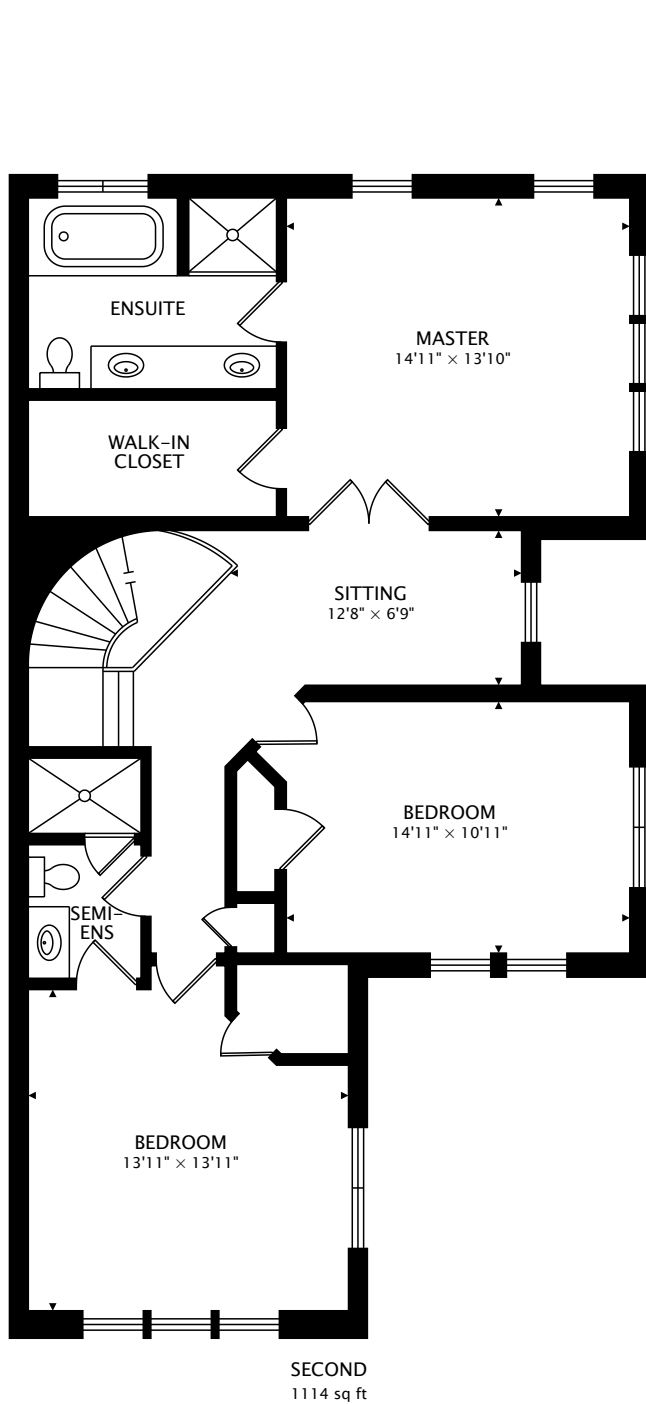 ENSUITE
MASTER
14'11" × 13'10"
WALK-IN
CLOSET
SITTING
12'8" × 6'9"
BEDROOM
14'11" × 10'11"
SEMI-
ENS
BEDROOM
13'11" × 13'11"
SECOND
1114 sq ft